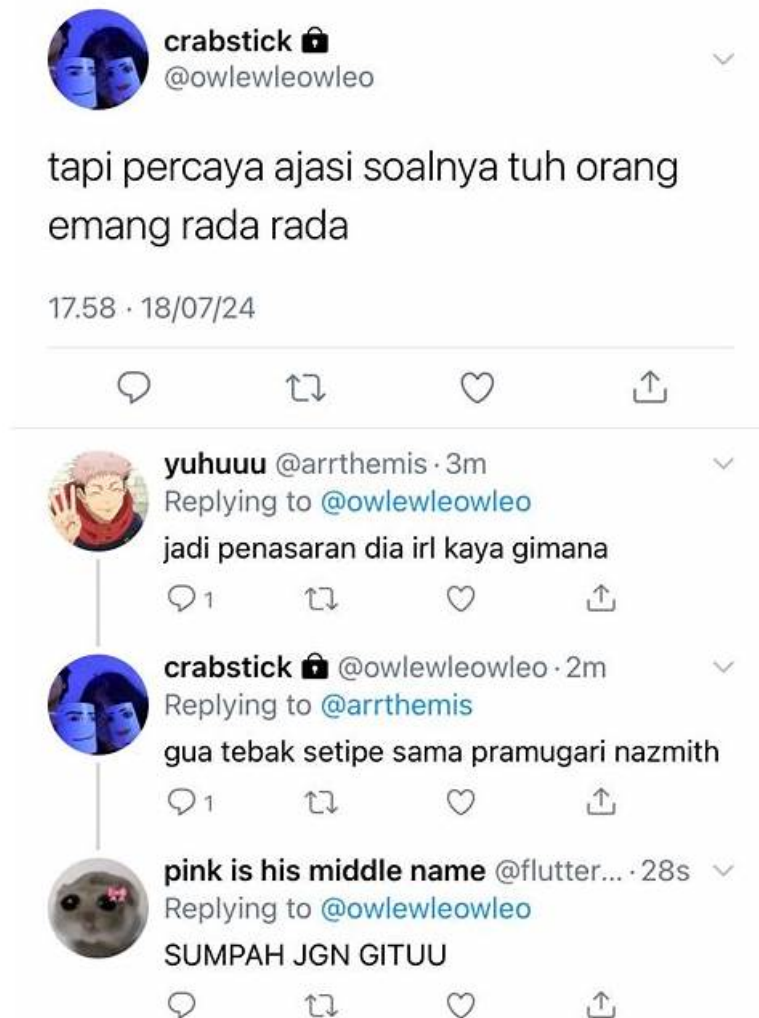 crabstick
@owlewleowleo
tapi percaya ajasi soalnya tuh orang
emang rada rada
17.58 · 18/07/24
yuhuuu @arrthemis · 3m
Replying to @owlewleowleo
jadi penasaran dia irl kaya gimana
1
crabstick @owlewleowleo · 2m
Replying to @arrthemis
gua tebak setipe sama pramugari nazmith
1
pink is his middle name @flutter... · 28s
Replying to @owlewleowleo
SUMPAH JGN GITUU